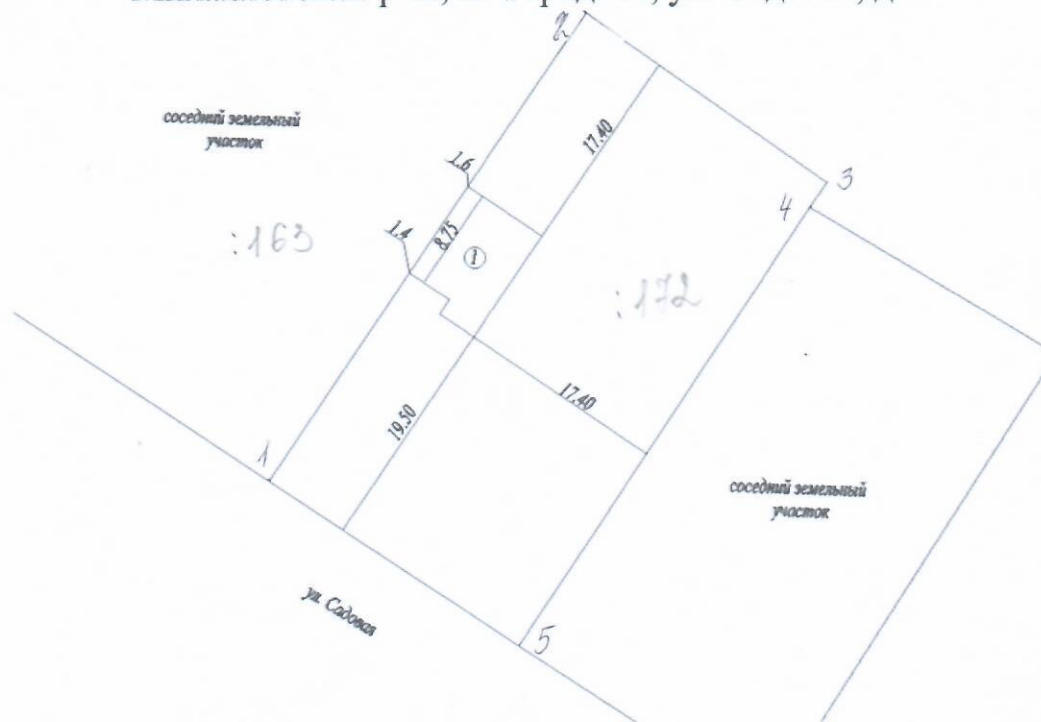 2
соседний земельный
участок
17.40
1.6
3
4
1.4
8.75
:163
①
:172
17.40
19.50
1
соседний земельный
участок
ул. Садовая
5